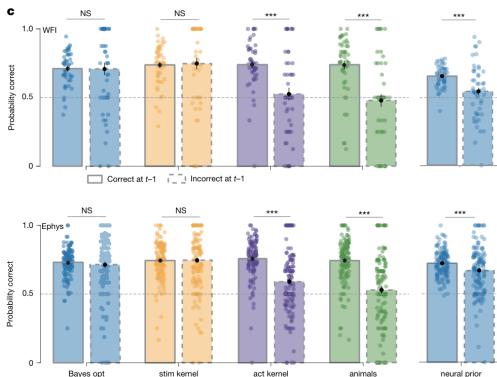 c
WFI
NS
NS
***
***
***
Probability correct
1.0
0.5
0
Correct at t–1
Incorrect at t–1
Ephys
NS
NS
***
***
***
Probability correct
1.0
0.5
0
Bayes opt
stim kernel
act kernel
animals
neural prior